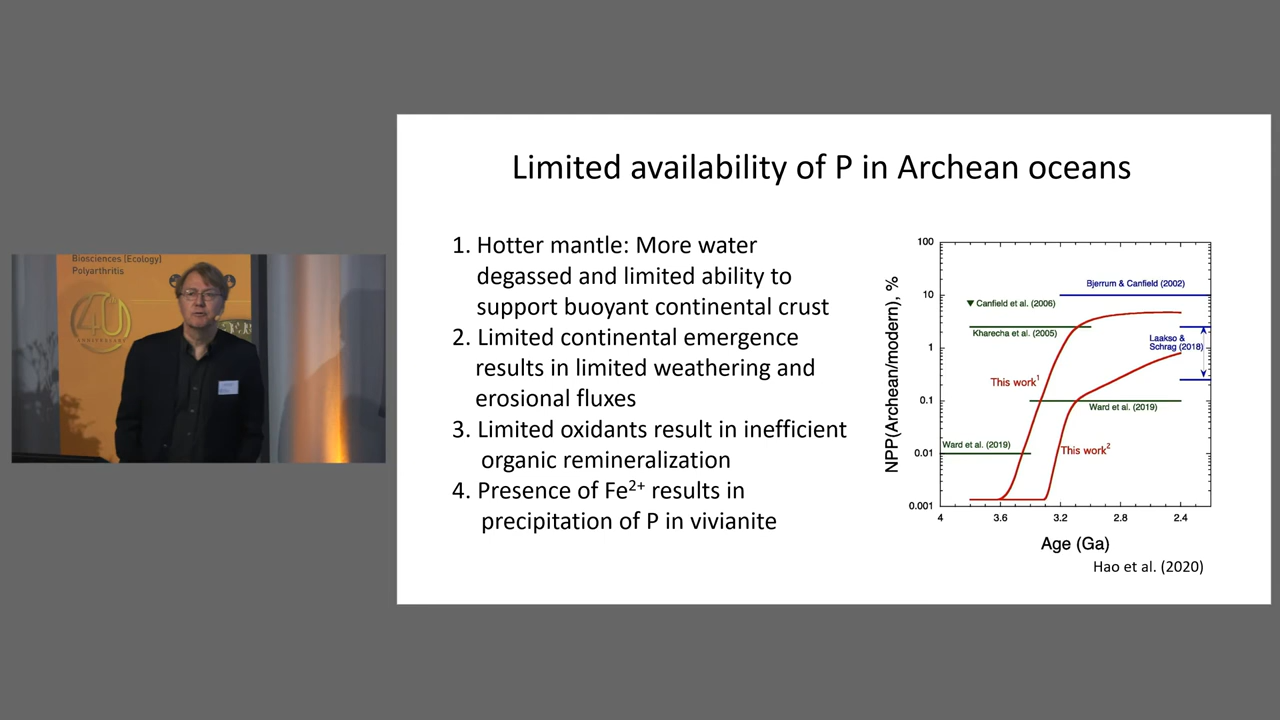 Biosciences [Ecology]
Polyarthritis
40
ANNIVERSARY
Limited availability of P in Archean oceans
1. Hotter mantle: More water
degassed and limited ability to
support buoyant continental crust
2. Limited continental emergence
results in limited weathering and
erosional fluxes
3. Limited oxidants result in inefficient
organic remineralization
4. Presence of Fe²⁺ results in
precipitation of P in vivianite
NPP(Archean/modern), %
100
10
1
0.1
0.01
0.001
Bjerrum & Canfield (2002)
Canfield et al. (2006)
Kharecha et al. (2005)
Laakso &
Schrag (2018)
This work¹
Ward et al. (2019)
Ward et al. (2019)
This work²
4 3.6 3.2 2.8 2.4
Age (Ga)
Hao et al. (2020)